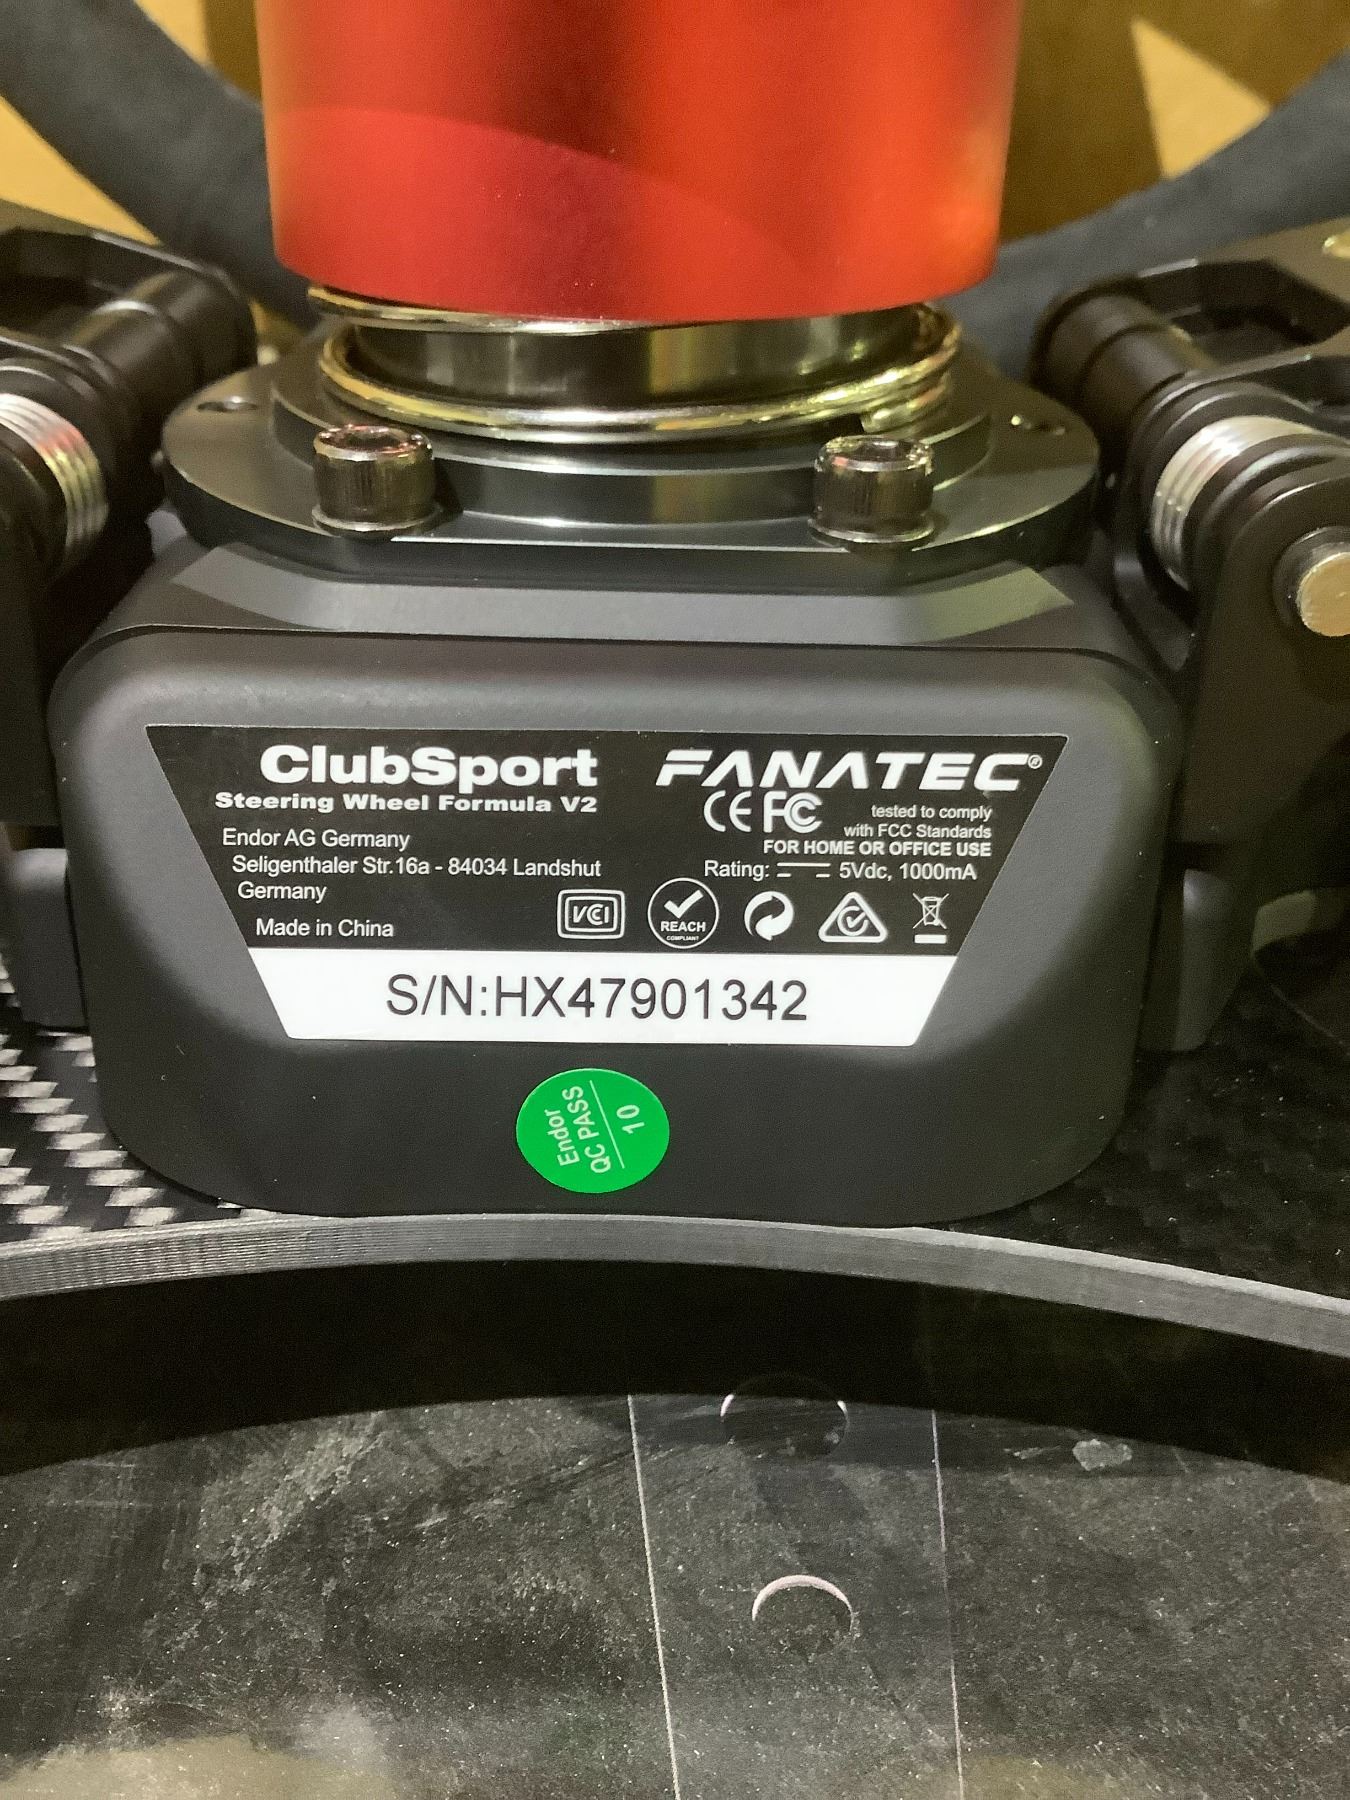 ClubSport
Steering Wheel Formula V2
Endor AG Germany
Seligenthaler Str.16a - 84034 Landshut
Germany
Made in China
FANATEC®
CE FC
tested to comply
with FCC Standards
FOR HOME OR OFFICE USE
Rating: 5Vdc, 1000mA
VCI
REACH
COMPLIANT
S/N:HX47901342
Endor
QC PASS
10